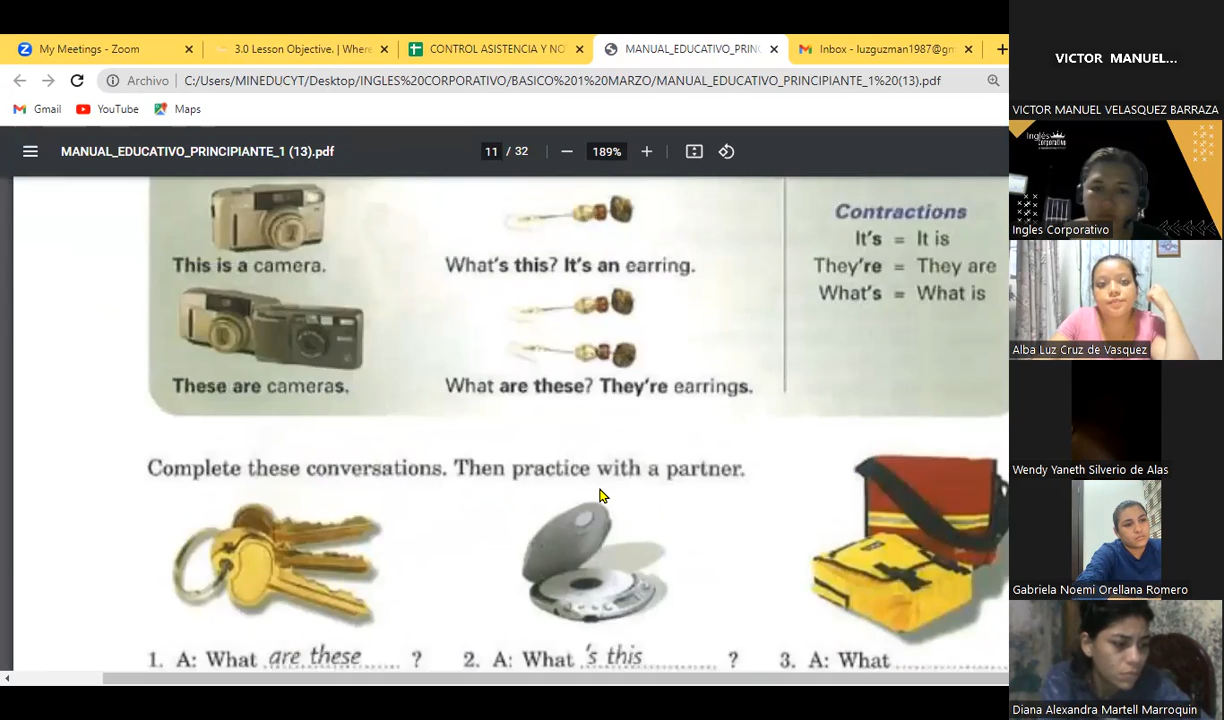 My Meetings - Zoom
3.0 Lesson Objective. | Where
CONTROL ASISTENCIA Y NO
MANUAL_EDUCATIVO_PRINC
Inbox - luzguzman1987@gm
Archivo
C:/Users/MINEDUCYT/Desktop/INGLES%20CORPORATIVO/BASICO%201%20MARZO/MANUAL_EDUCATIVO_PRINCIPIANTE_1%20(13).pdf
Gmail
YouTube
Maps
MANUAL_EDUCATIVO_PRINCIPIANTE_1 (13).pdf
11 / 32
189%
This is a camera.
What's this? It's an earring.
These are cameras.
What are these? They're earrings.
Contractions
It's = It is
They're = They are
What's = What is
Complete these conversations. Then practice with a partner.
1. A: What are these ?
2. A: What 's this ?
3. A: What
VICTOR MANUEL...
VICTOR MANUEL VELASQUEZ BARRAZA
Inglés
Corporativo
Ingles Corporativo
Alba Luz Cruz de Vasquez
Wendy Yaneth Silverio de Alas
Gabriela Noemi Orellana Romero
Diana Alexandra Martell Marroquin